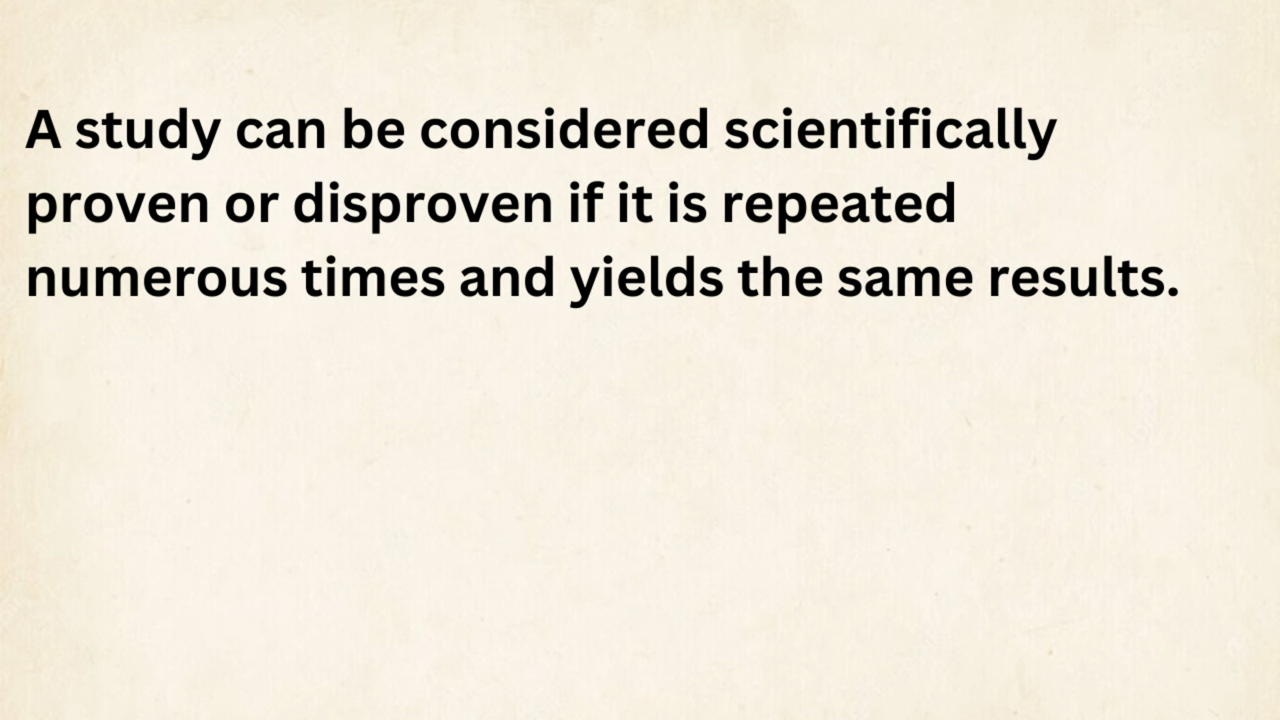 A study can be considered scientifically
proven or disproven if it is repeated
numerous times and yields the same results.